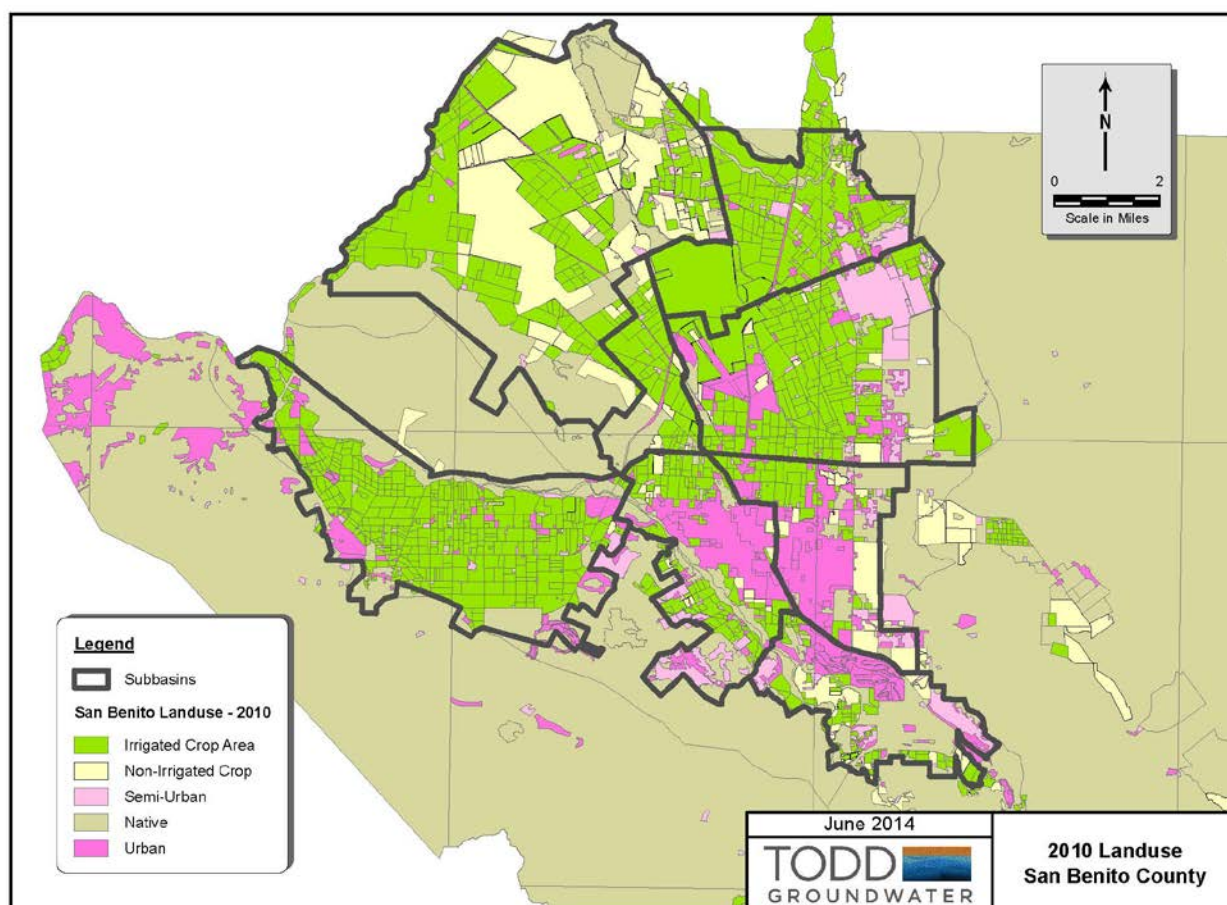 N
0 2
Scale in Miles
Legend
Subbasins
San Benito Landuse - 2010
Irrigated Crop Area
Non-Irrigated Crop
Semi-Urban
Native
Urban
June 2014
TODD
GROUNDWATER
2010 Landuse
San Benito County